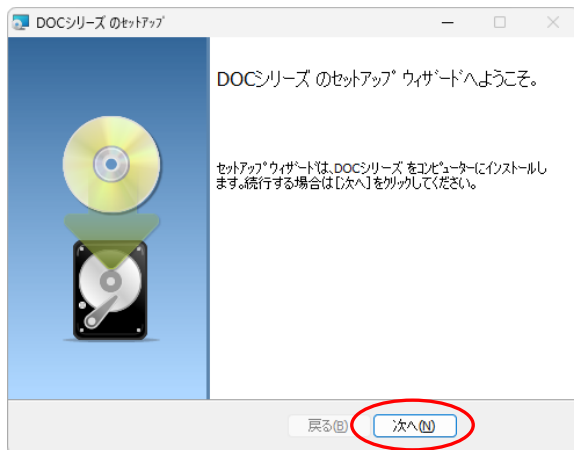 DOCシリーズ のセットアップ
DOCシリーズ のセットアップ ウィザードへようこそ。
セットアップ ウィザードは、DOCシリーズ をコンピューターにインストールし
ます。続行する場合は [次へ] をクリックしてください。
戻る(B)
次へ(N)